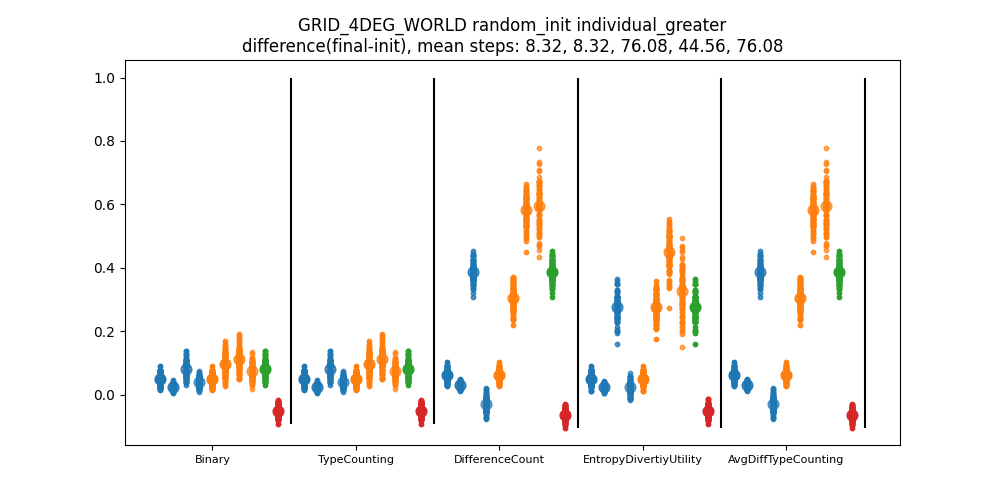 GRID_4DEG_WORLD random_init individual_greater
difference(final-init), mean steps: 8.32, 8.32, 76.08, 44.56, 76.08
1.0
0.8
0.6
0.4
0.2
0.0
Binary
TypeCounting
DifferenceCount
EntropyDivertiyUtility
AvgDiffTypeCounting